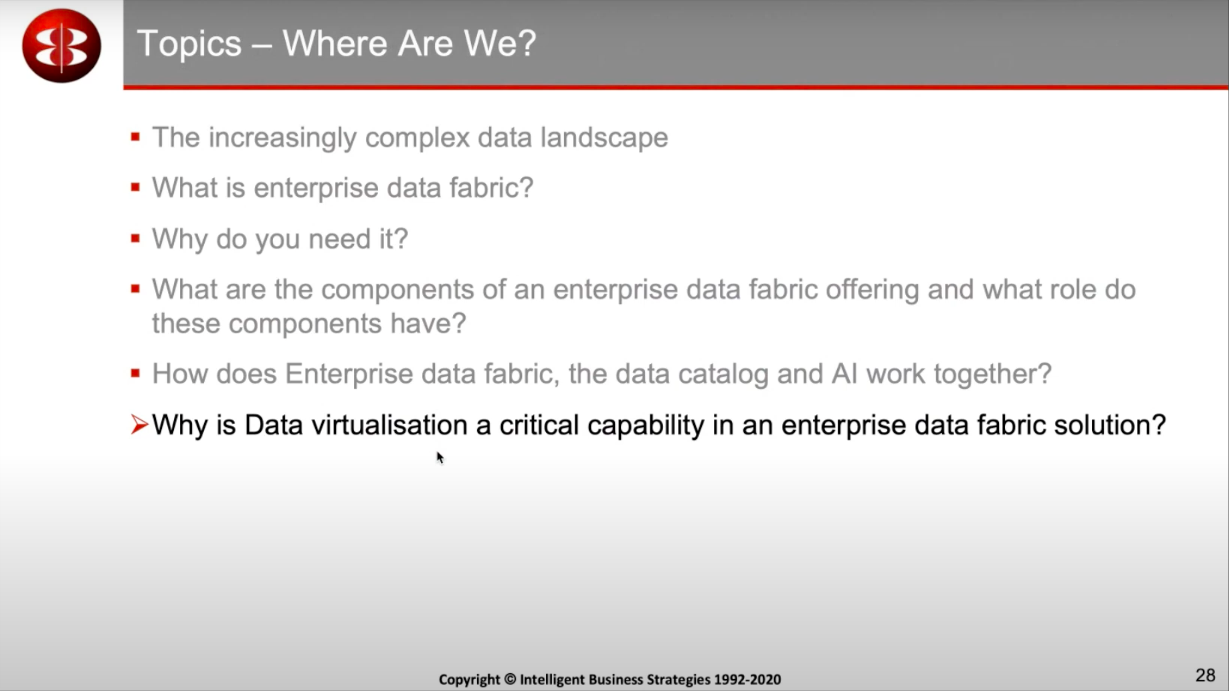 Topics – Where Are We?
The increasingly complex data landscape
What is enterprise data fabric?
Why do you need it?
What are the components of an enterprise data fabric offering and what role do
these components have?
How does Enterprise data fabric, the data catalog and AI work together?
Why is Data virtualisation a critical capability in an enterprise data fabric solution?
Copyright © Intelligent Business Strategies 1992-2020
28